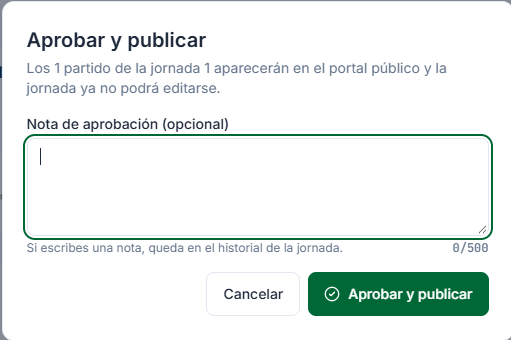 Aprobar y publicar
Los 1 partido de la jornada 1 aparecerán en el portal público y la
jornada ya no podrá editarse.
Nota de aprobación (opcional)
Si escribes una nota, queda en el historial de la jornada.
0/500
Cancelar
Aprobar y publicar